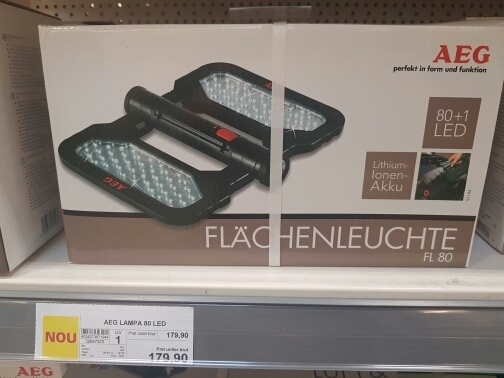 AEG
perfekt in form und funktion
80+1
LED
Lithium-
Ionen-
Akku
AEG
FLÄCHENLEUCHTE
FL 80
NOU
AEG LAMPA 80 LED
UV
1
179,90
179,90